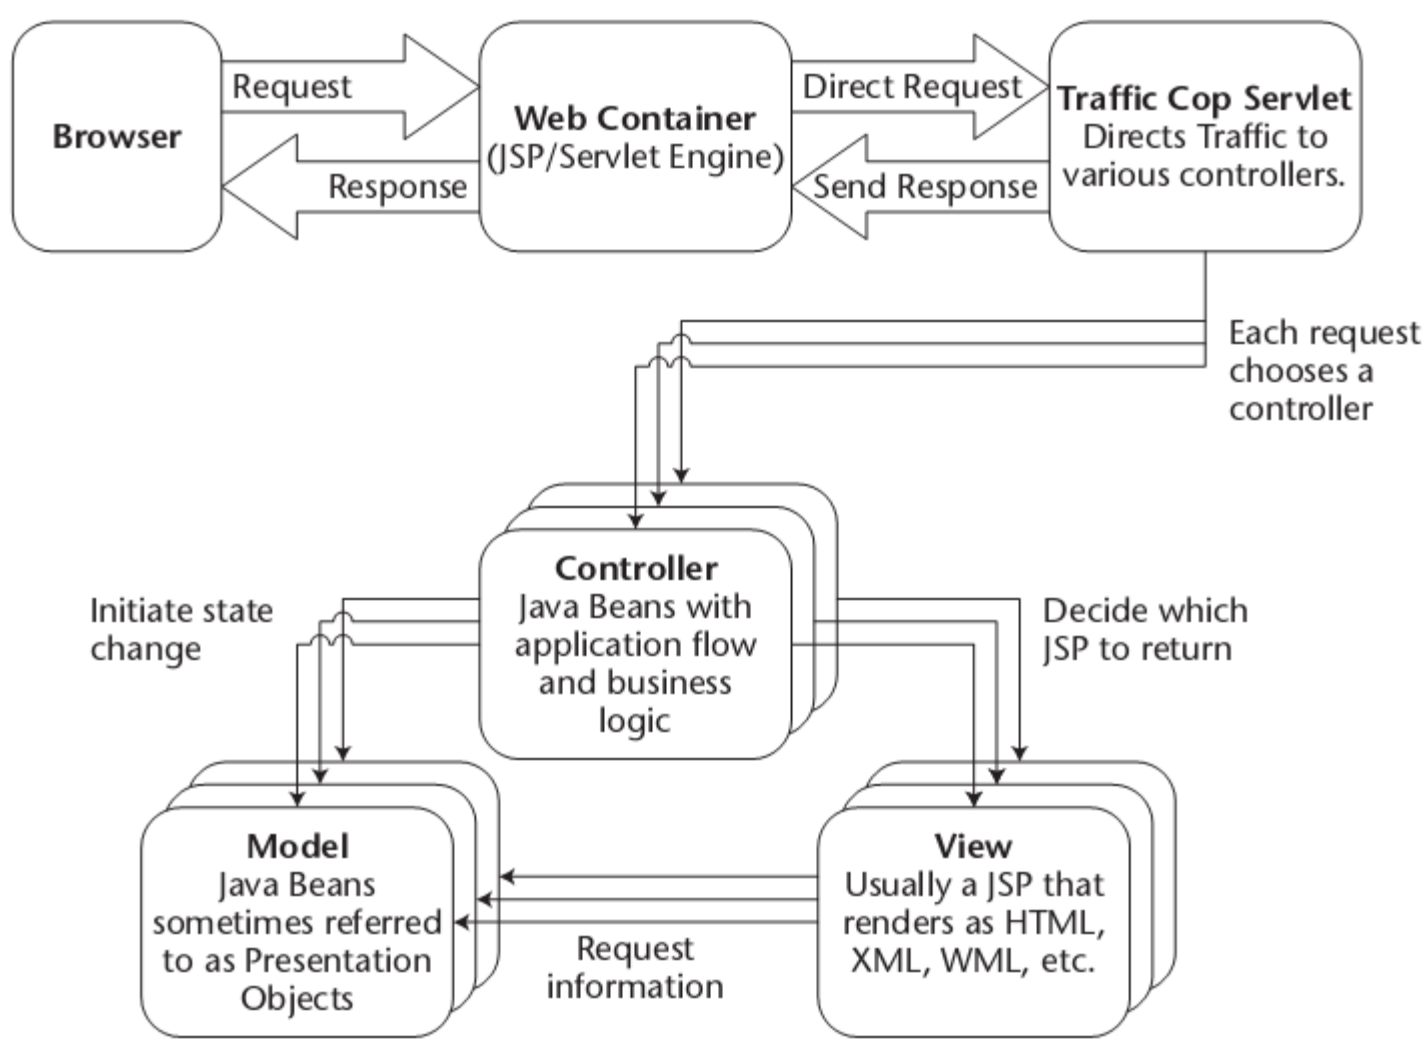 Browser
Request
Response
Web Container
(JSP/Servlet Engine)
Direct Request
Send Response
Traffic Cop Servlet
Directs Traffic to
various controllers.
Each request
chooses a
controller
Controller
Java Beans with
application flow
and business
logic
Initiate state
change
Decide which
JSP to return
Model
Java Beans
sometimes referred
to as Presentation
Objects
Request
information
View
Usually a JSP that
renders as HTML,
XML, WML, etc.